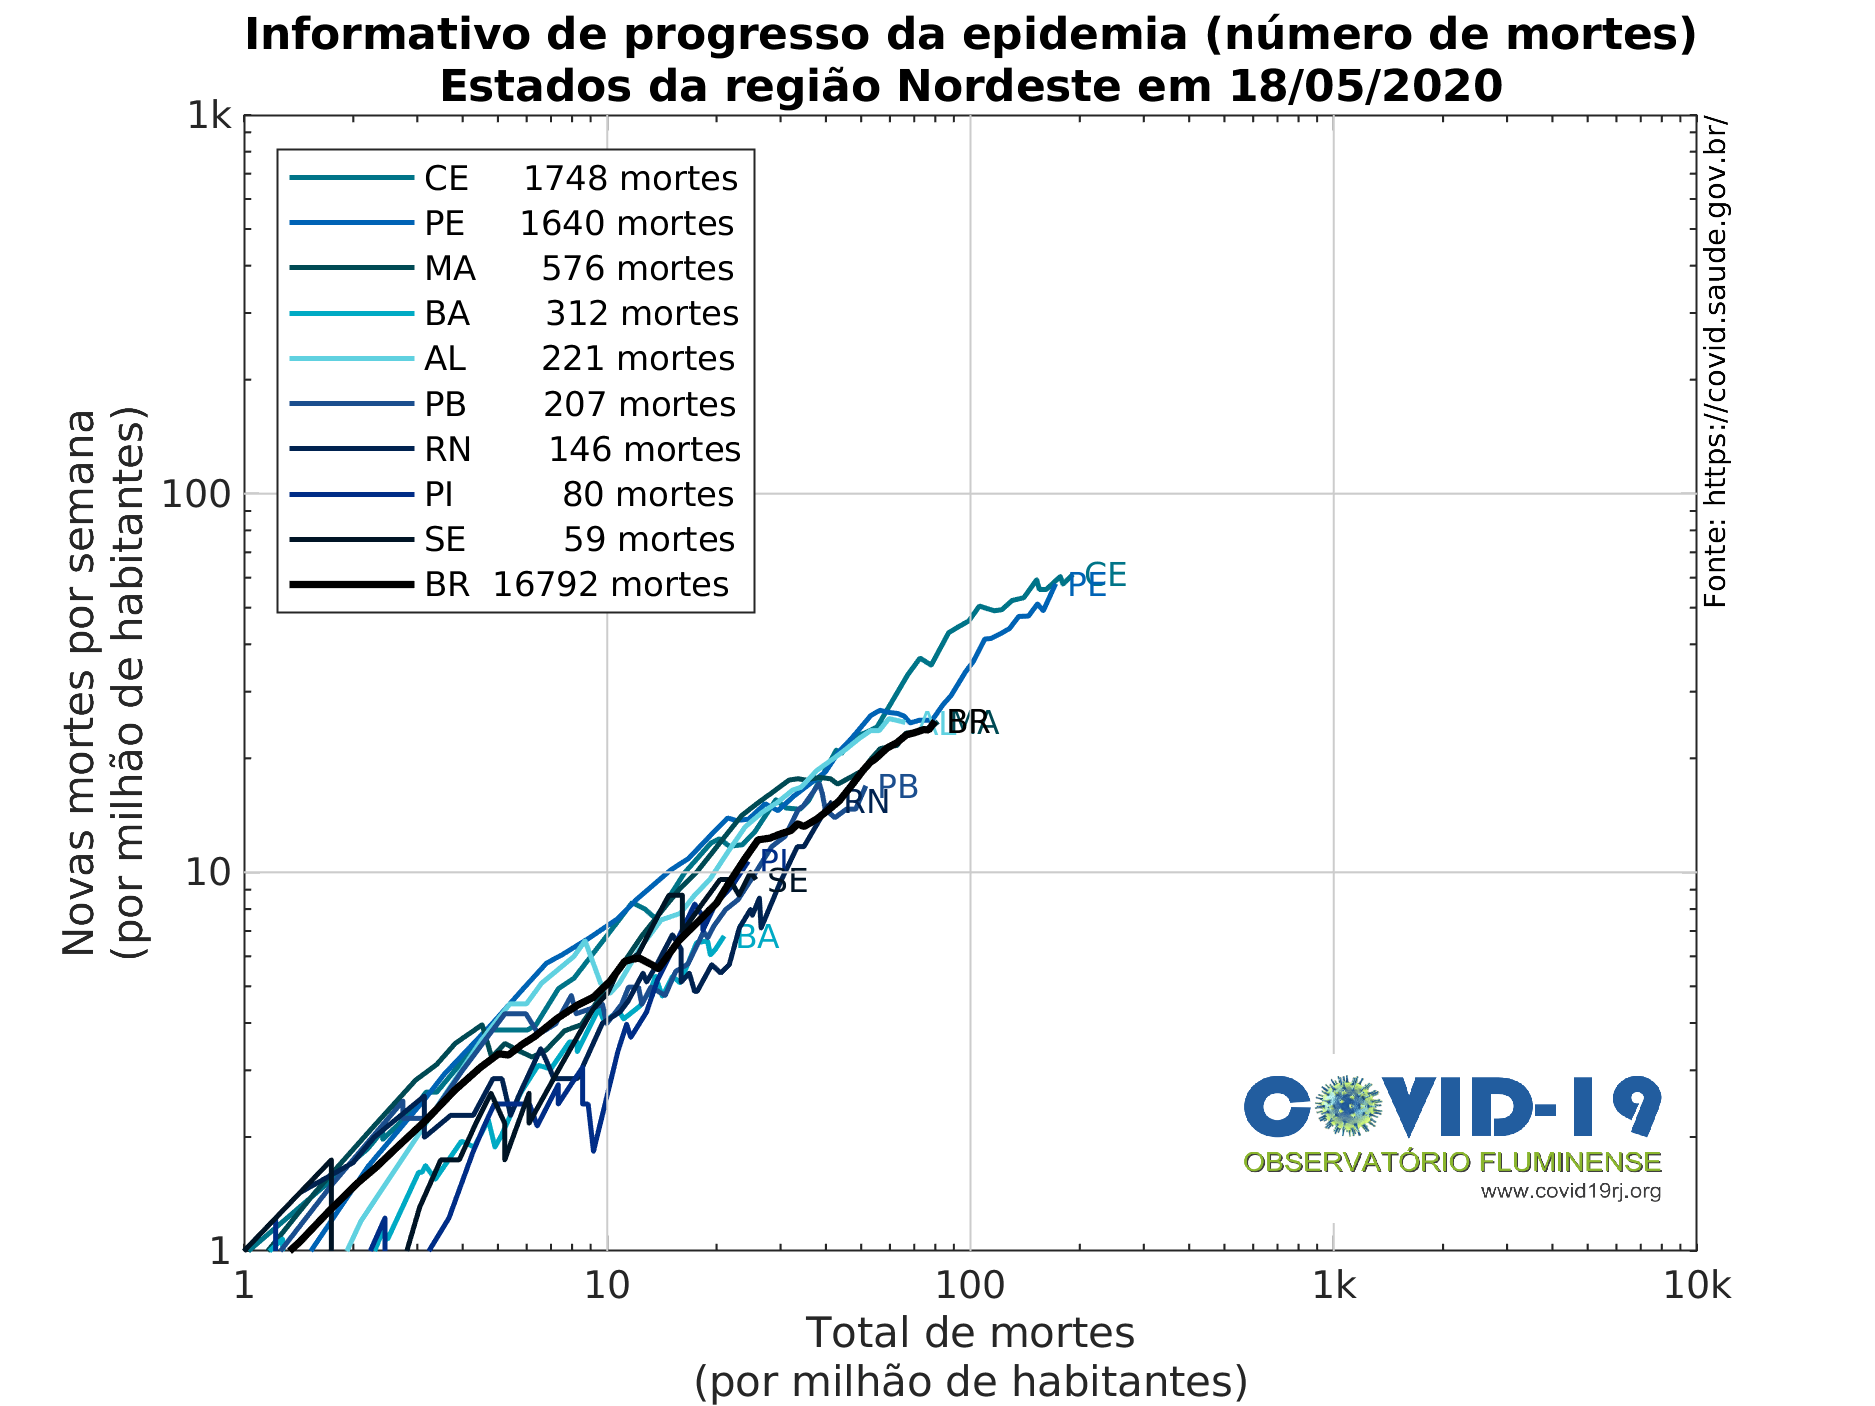 Informativo de progresso da epidemia (número de mortes)
Estados da região Nordeste em 18/05/2020
Fonte: https://covid.saude.gov.br/
1k
100
10
1
Novas mortes por semana
(por milhão de habitantes)
CE 1748 mortes
PE 1640 mortes
MA 576 mortes
BA 312 mortes
AL 221 mortes
PB 207 mortes
RN 146 mortes
PI 80 mortes
SE 59 mortes
BR 16792 mortes
CE
PE
AL
MA
BR
PB
RN
PI
SE
BA
COVID-19
OBSERVATÓRIO FLUMINENSE
www.covid19rj.org
1 10 100 1k 10k
Total de mortes
(por milhão de habitantes)